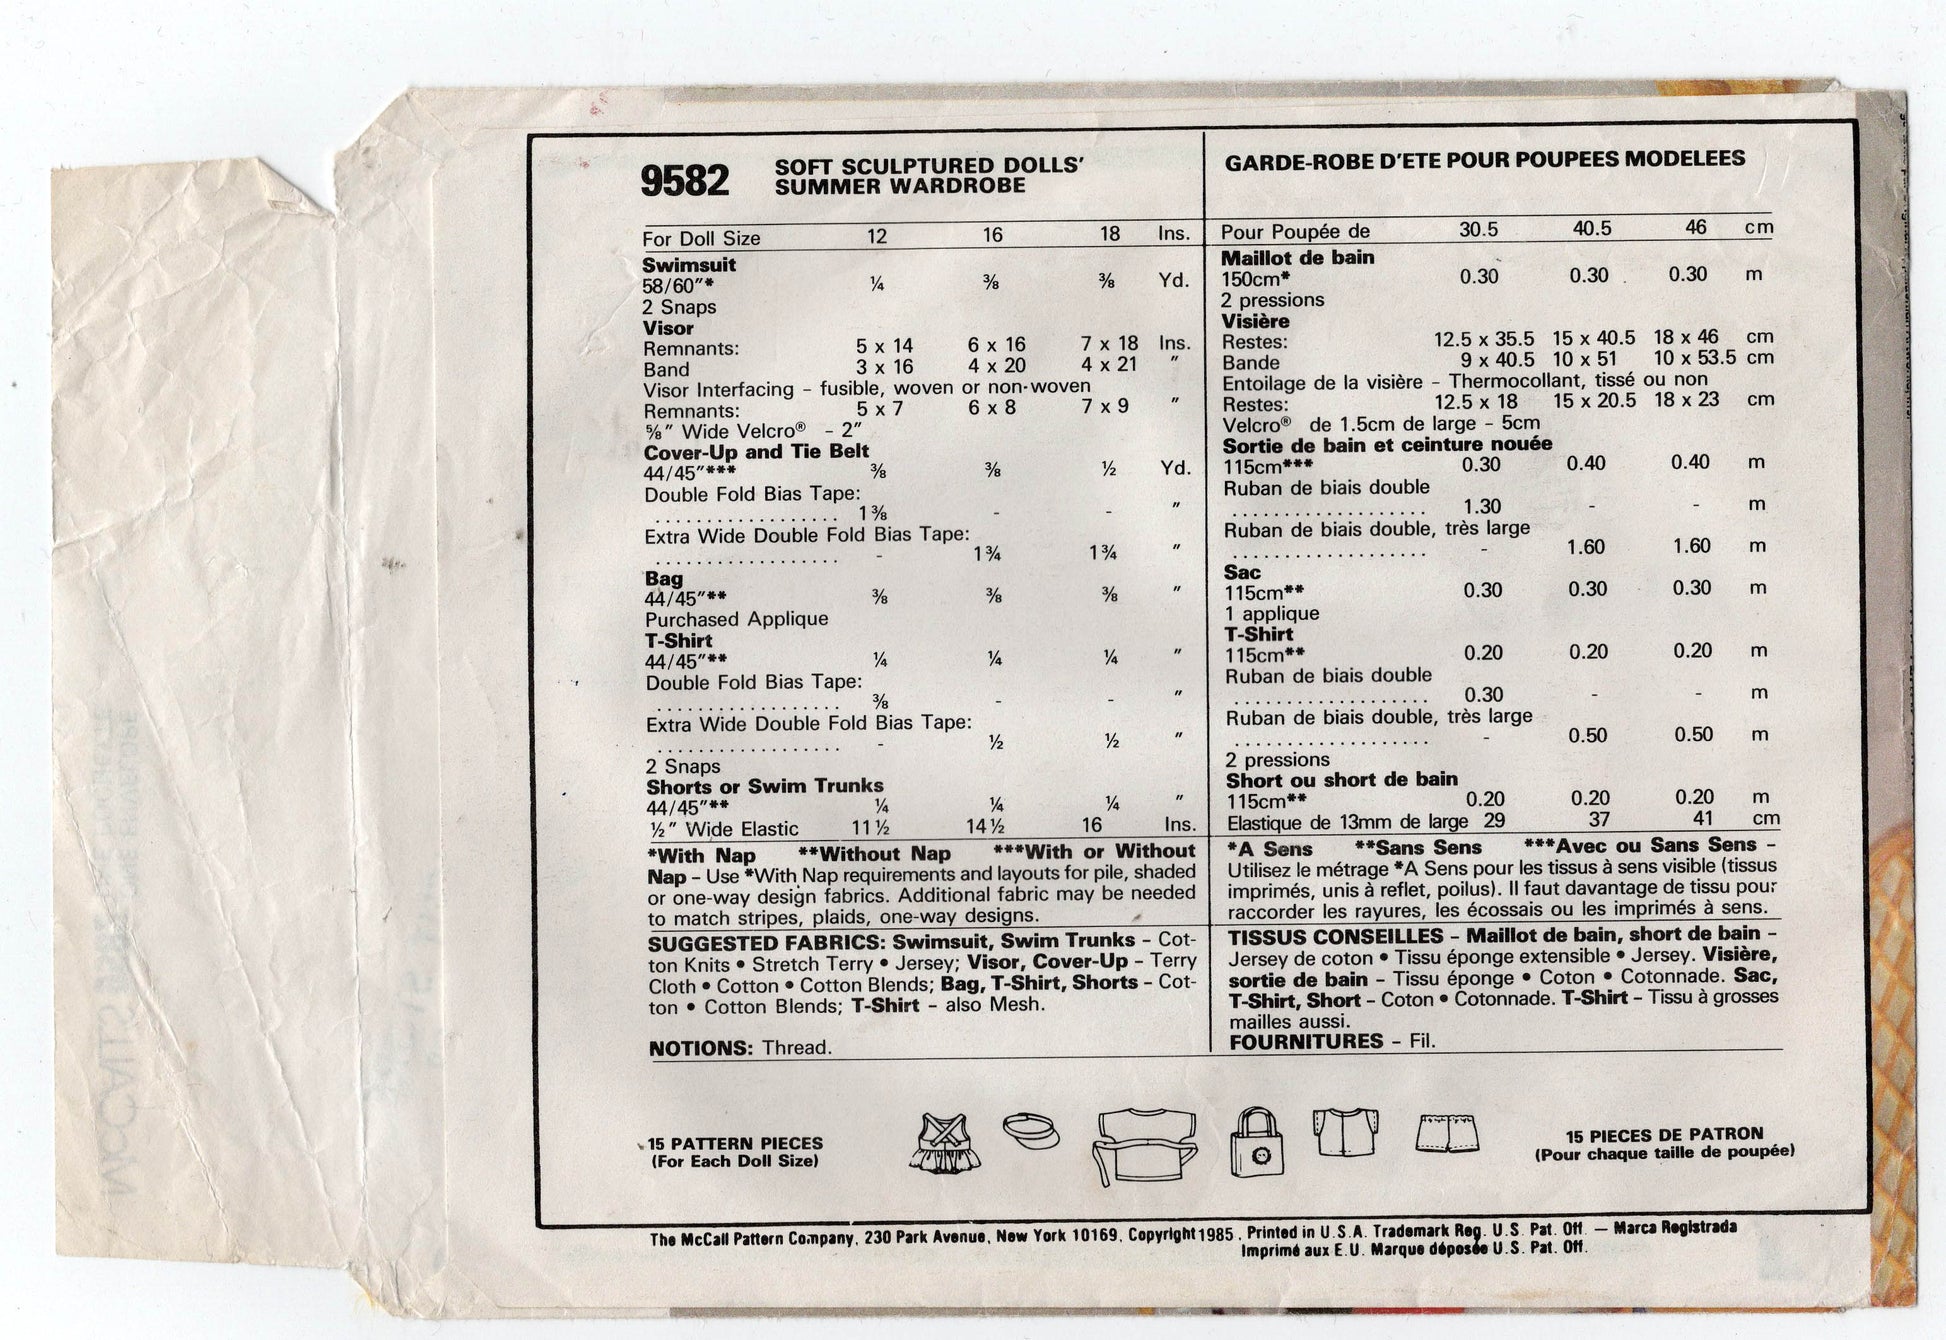 9582
SOFT SCULPTURED DOLLS'
SUMMER WARDROBE
For Doll Size 12 16 18 Ins.
Swimsuit
58/60"* ¼ ⅜ ⅜ Yd.
2 Snaps
Visor
Remnants: 5 x 14 6 x 16 7 x 18 Ins.
Band 3 x 16 4 x 20 4 x 21 "
Visor Interfacing – fusible, woven or non-woven
Remnants: 5 x 7 6 x 8 7 x 9 "
⅝" Wide Velcro® - 2"
Cover-Up and Tie Belt
44/45"*** ⅜ ⅜ ½ Yd.
Double Fold Bias Tape:
.................. 1⅜ - - "
Extra Wide Double Fold Bias Tape:
.................. - 1¾ 1¾ "
Bag
44/45"** ⅜ ⅜ ⅜ "
Purchased Applique
T-Shirt
44/45"** ¼ ¼ ¼ "
Double Fold Bias Tape:
.................. ⅜ - - "
Extra Wide Double Fold Bias Tape:
.................. - ½ ½ "
2 Snaps
Shorts or Swim Trunks
44/45"** ¼ ¼ ¼ "
½" Wide Elastic 11½ 14½ 16 Ins.
*With Nap **Without Nap ***With or Without
Nap – Use *With Nap requirements and layouts for pile, shaded
or one-way design fabrics. Additional fabric may be needed
to match stripes, plaids, one-way designs.
SUGGESTED FABRICS: Swimsuit, Swim Trunks – Cot-
ton Knits • Stretch Terry • Jersey; Visor, Cover-Up – Terry
Cloth • Cotton • Cotton Blends; Bag, T-Shirt, Shorts – Cot-
ton • Cotton Blends; T-Shirt – also Mesh.
NOTIONS: Thread.
GARDE-ROBE D'ETE POUR POUPEES MODELEES
Pour Poupée de 30.5 40.5 46 cm
Maillot de bain
150cm* 0.30 0.30 0.30 m
2 pressions
Visière
Restes: 12.5 x 35.5 15 x 40.5 18 x 46 cm
Bande 9 x 40.5 10 x 51 10 x 53.5 cm
Entoilage de la visière – Thermocollant, tissé ou non
Restes: 12.5 x 18 15 x 20.5 18 x 23 cm
Velcro® de 1.5cm de large – 5cm
Sortie de bain et ceinture nouée
115cm*** 0.30 0.40 0.40 m
Ruban de biais double
.................. 1.30 - - m
Ruban de biais double, très large
.................. - 1.60 1.60 m
Sac
115cm** 0.30 0.30 0.30 m
1 applique
T-Shirt
115cm** 0.20 0.20 0.20 m
Ruban de biais double
.................. 0.30 - - m
Ruban de biais double, très large
.................. - 0.50 0.50 m
2 pressions
Short ou short de bain
115cm** 0.20 0.20 0.20 m
Elastique de 13mm de large 29 37 41 cm
*A Sens **Sans Sens ***Avec ou Sans Sens –
Utilisez le métrage *A Sens pour les tissus à sens visible (tissus
imprimés, unis à reflet, poilus). Il faut davantage de tissu pour
raccorder les rayures, les écossais ou les imprimés à sens.
TISSUS CONSEILLES – Maillot de bain, short de bain –
Jersey de coton • Tissu éponge extensible • Jersey. Visière,
sortie de bain – Tissu éponge • Coton • Cotonnade. Sac,
T-Shirt, Short – Coton • Cotonnade. T-Shirt – Tissu à grosses
mailles aussi.
FOURNITURES – Fil.
15 PATTERN PIECES
(For Each Doll Size)
15 PIECES DE PATRON
(Pour chaque taille de poupée)
The McCall Pattern Company, 230 Park Avenue, New York 10169, Copyright 1985, Printed in U.S.A. Trademark Reg. U.S. Pat. Off. — Marca Registrada
Imprimé aux E.U. Marque déposée U.S. Pat. Off.